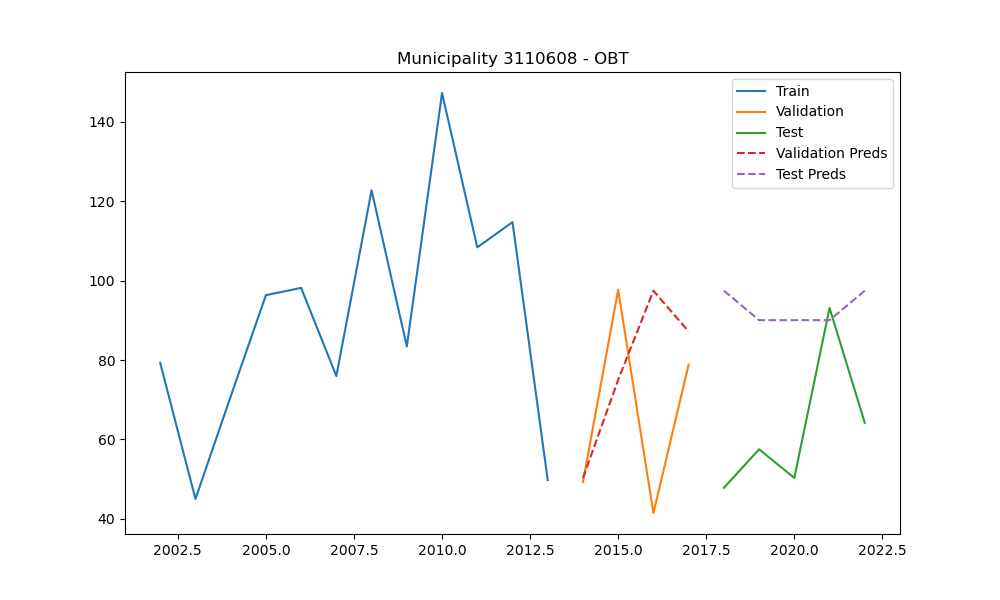 Municipality 3110608 - OBT
Train
Validation
Test
Validation Preds
Test Preds
140
120
100
80
60
40
2002.5 2005.0 2007.5 2010.0 2012.5 2015.0 2017.5 2020.0 2022.5